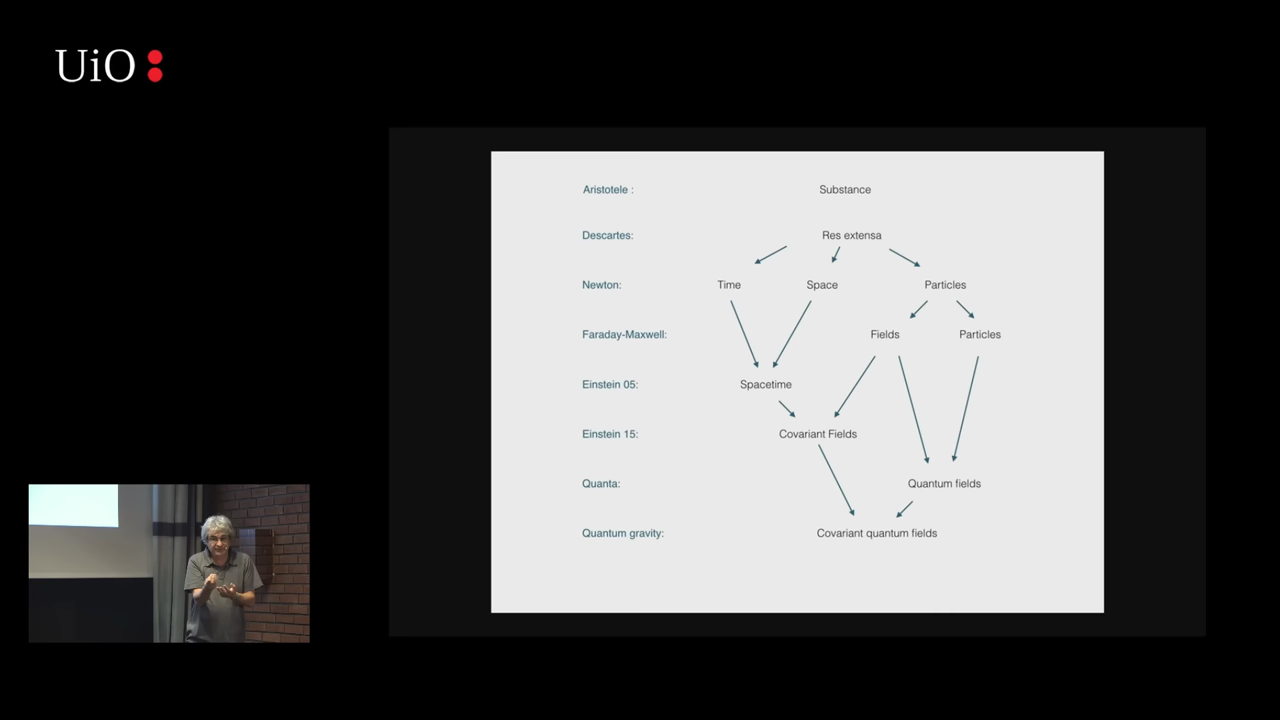 UiO:
Aristotele : Substance
Descartes: Res extensa
Newton: Time Space Particles
Faraday-Maxwell: Fields Particles
Einstein 05: Spacetime
Einstein 15: Covariant Fields
Quanta: Quantum fields
Quantum gravity: Covariant quantum fields